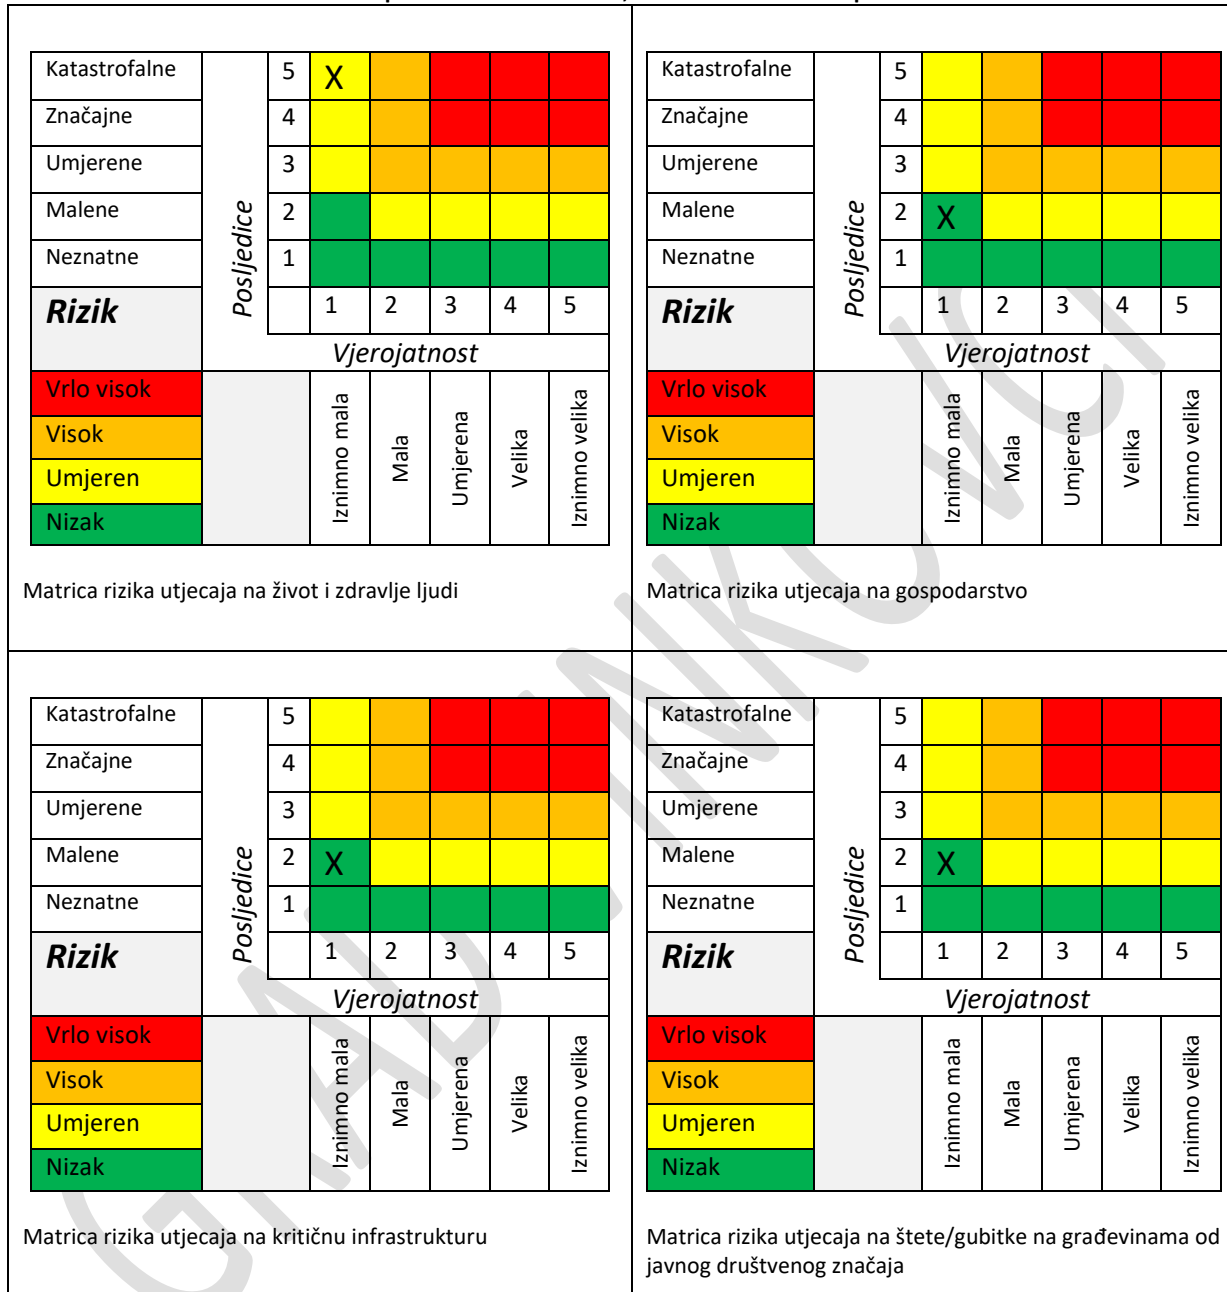 Katastrofalne 5 X
Značajne 4
Umjerene 3
Malene 2
Neznatne 1
Posljedice
Rizik 1 2 3 4 5
Vjerojatnost
Vrlo visok
Visok
Umjeren
Nizak
Iznimno mala
Mala
Umjerena
Velika
Iznimno velika
Matrica rizika utjecaja na život i zdravlje ljudi
Katastrofalne 5
Značajne 4
Umjerene 3
Malene 2 X
Neznatne 1
Posljedice
Rizik 1 2 3 4 5
Vjerojatnost
Vrlo visok
Visok
Umjeren
Nizak
Iznimno mala
Mala
Umjerena
Velika
Iznimno velika
Matrica rizika utjecaja na gospodarstvo
Katastrofalne 5
Značajne 4
Umjerene 3
Malene 2 X
Neznatne 1
Posljedice
Rizik 1 2 3 4 5
Vjerojatnost
Vrlo visok
Visok
Umjeren
Nizak
Iznimno mala
Mala
Umjerena
Velika
Iznimno velika
Matrica rizika utjecaja na kritičnu infrastrukturu
Katastrofalne 5
Značajne 4
Umjerene 3
Malene 2 X
Neznatne 1
Posljedice
Rizik 1 2 3 4 5
Vjerojatnost
Vrlo visok
Visok
Umjeren
Nizak
Iznimno mala
Mala
Umjerena
Velika
Iznimno velika
Matrica rizika utjecaja na štete/gubitke na građevinama od
javnog društvenog značaja
GRAD VINKOVCI